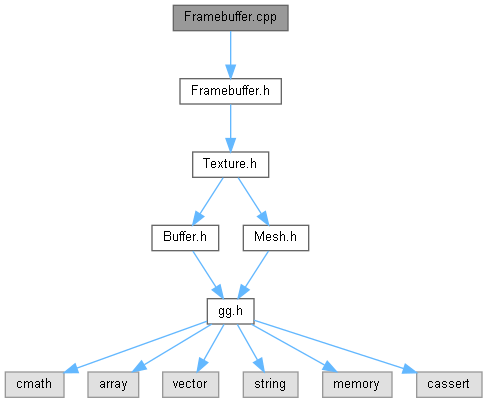 Framebuffer.cpp
Framebuffer.h
Texture.h
Buffer.h Mesh.h
gg.h
cmath array vector string memory cassert